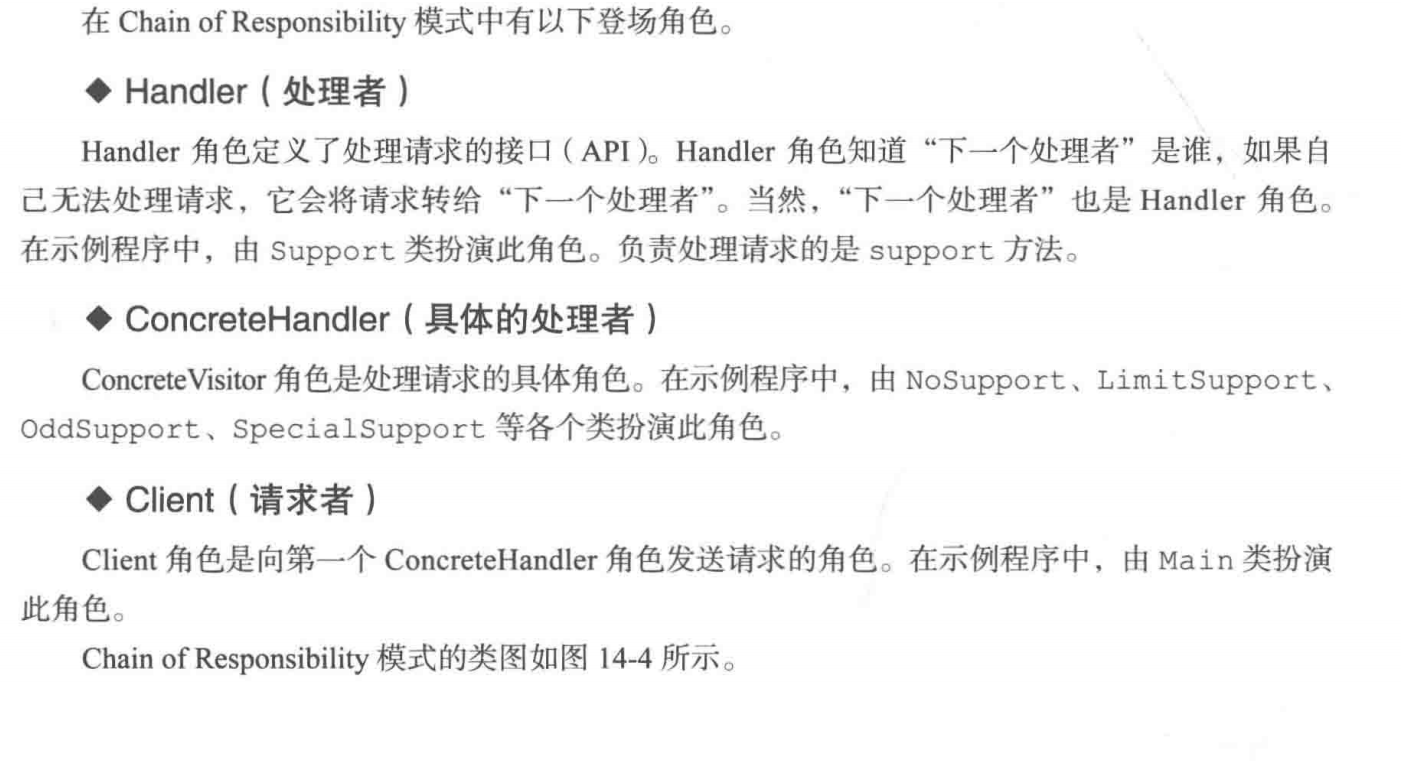 在 Chain of Responsibility 模式中有以下登场角色。
◆ Handler（处理者）
Handler 角色定义了处理请求的接口（API）。Handler 角色知道“下一个处理者”是谁，如果自
己无法处理请求，它会将请求转给“下一个处理者”。当然，“下一个处理者”也是 Handler 角色。
在示例程序中，由 Support 类扮演此角色。负责处理请求的是 support 方法。
◆ ConcreteHandler（具体的处理者）
ConcreteVisitor 角色是处理请求的具体角色。在示例程序中，由 NoSupport、LimitSupport、
OddSupport、SpecialSupport 等各个类扮演此角色。
◆ Client（请求者）
Client 角色是向第一个 ConcreteHandler 角色发送请求的角色。在示例程序中，由 Main 类扮演
此角色。
Chain of Responsibility 模式的类图如图 14-4 所示。